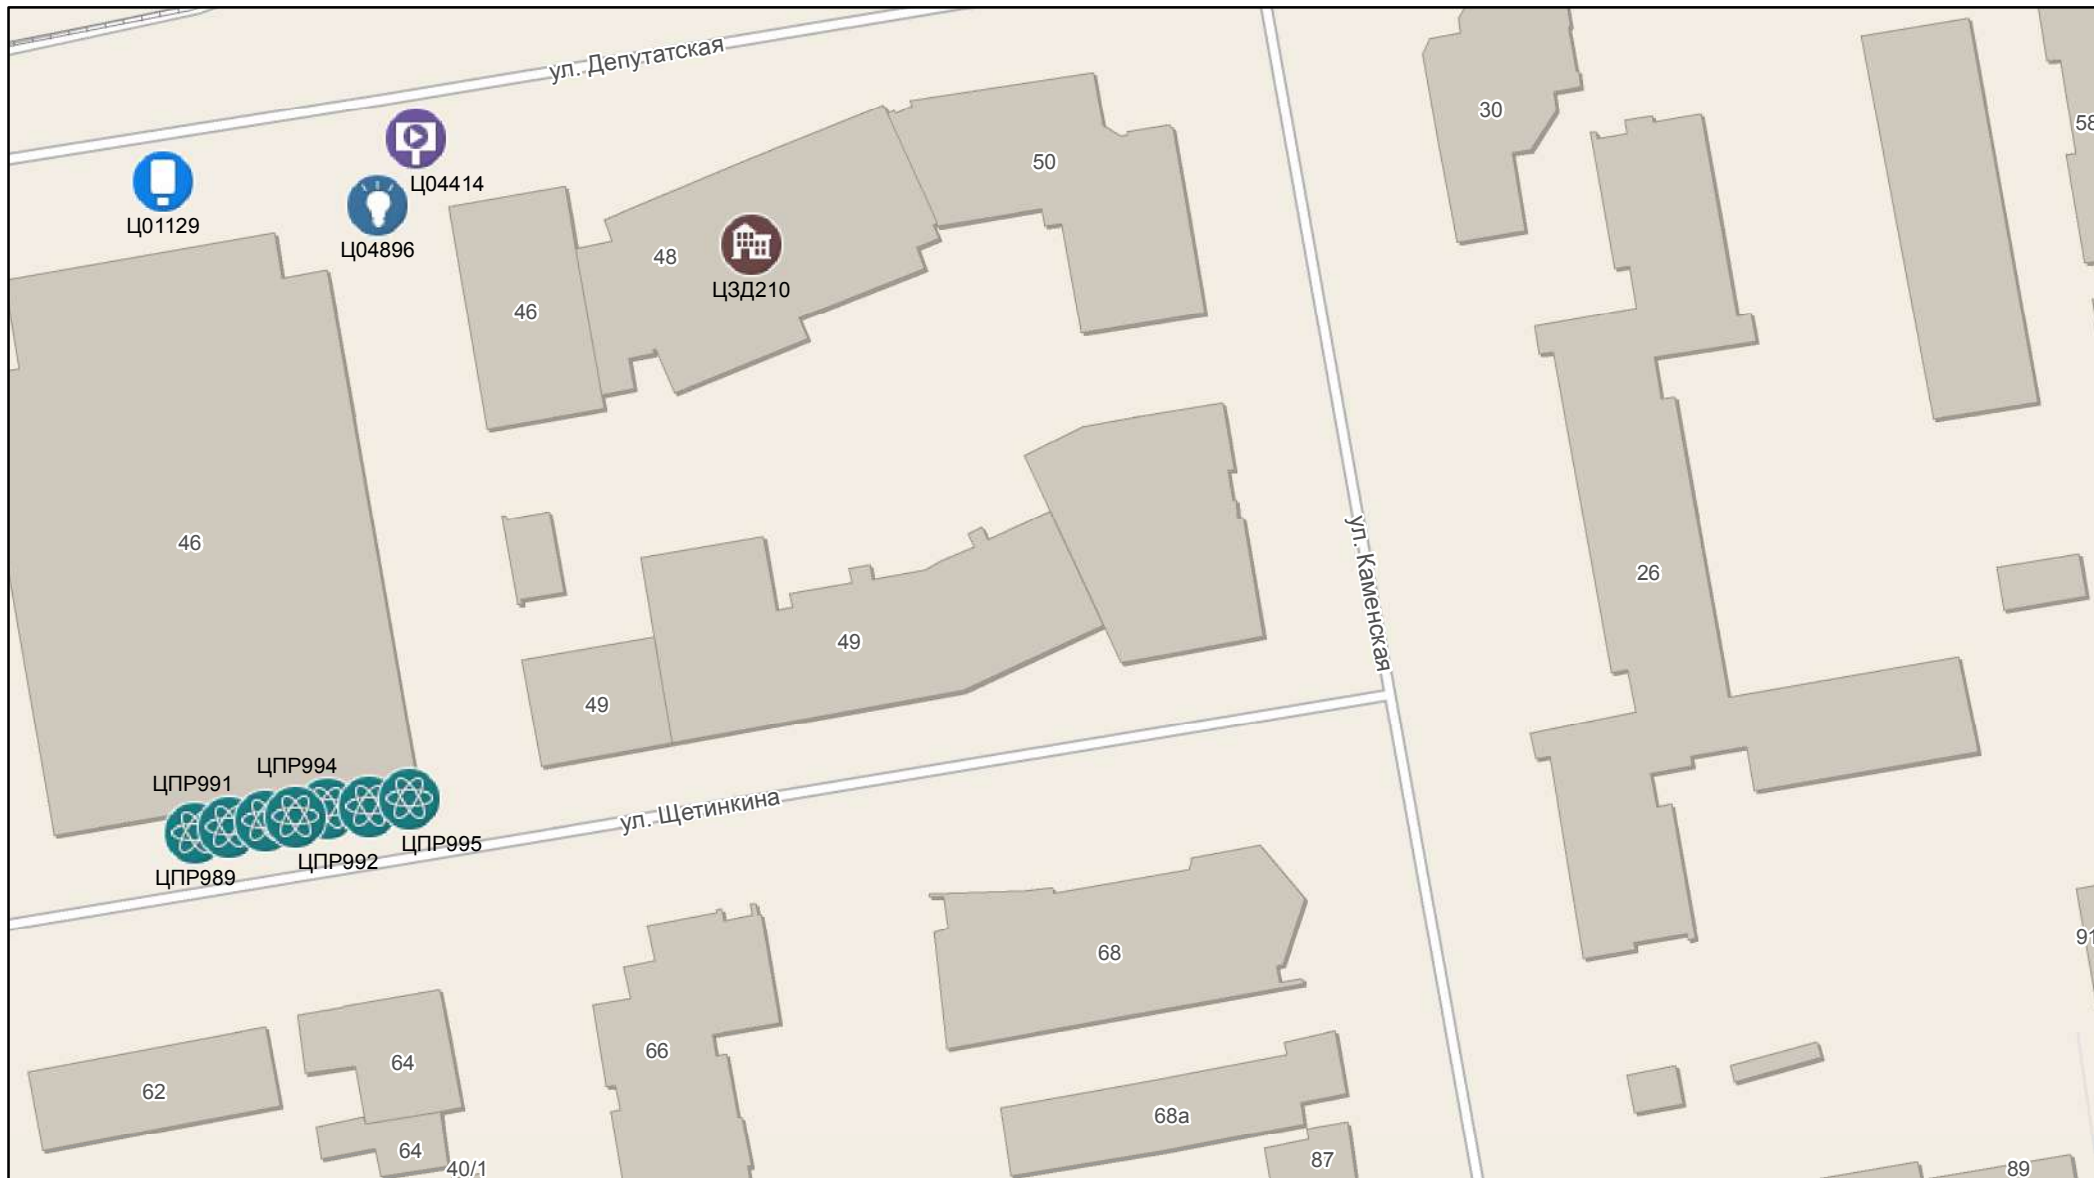 ул. Депутатская
30
58
50
Ц04414
Ц01129
Ц04896
48
ЦЗД210
46
46
ул. Каменская
26
49
49
ЦПР994
ЦПР991
ул. Щетинкина
ЦПР995
ЦПР992
ЦПР989
91
68
66
64
62
68а
64
40/1
87
89